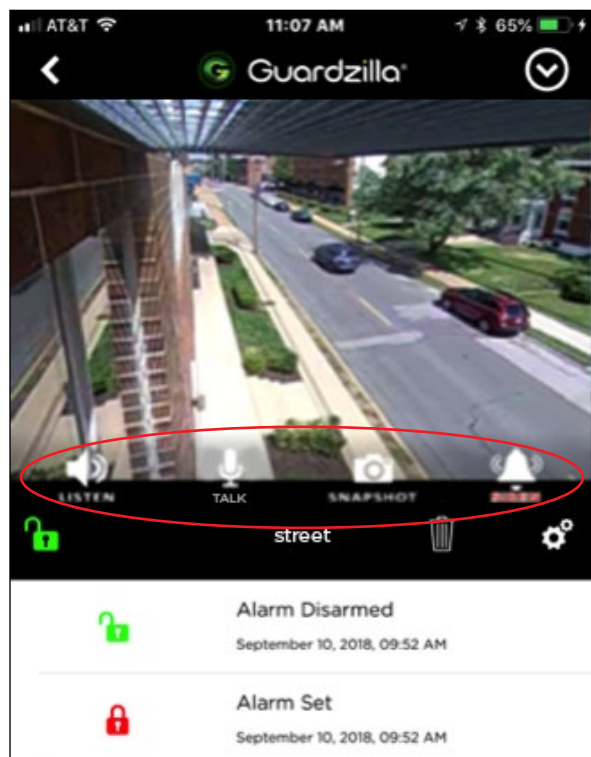 AT&T 11:07 AM 65%
Guardzilla
LISTEN TALK SNAPSHOT SIREN
street
Alarm Disarmed
September 10, 2018, 09:52 AM
Alarm Set
September 10, 2018, 09:52 AM